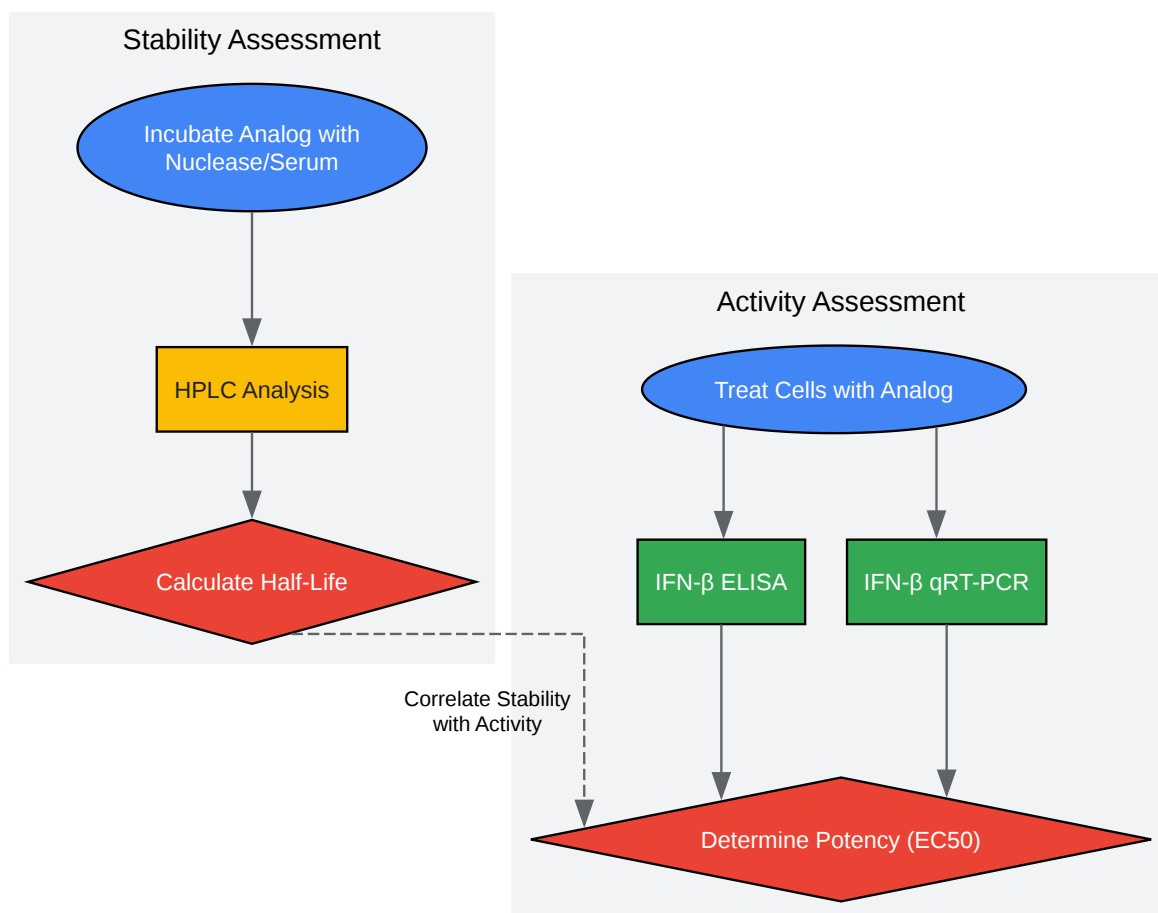 Stability Assessment
Incubate Analog with
Nuclease/Serum
HPLC Analysis
Calculate Half-Life
Correlate Stability
with Activity
Activity Assessment
Treat Cells with Analog
IFN-β ELISA
IFN-β qRT-PCR
Determine Potency (EC50)